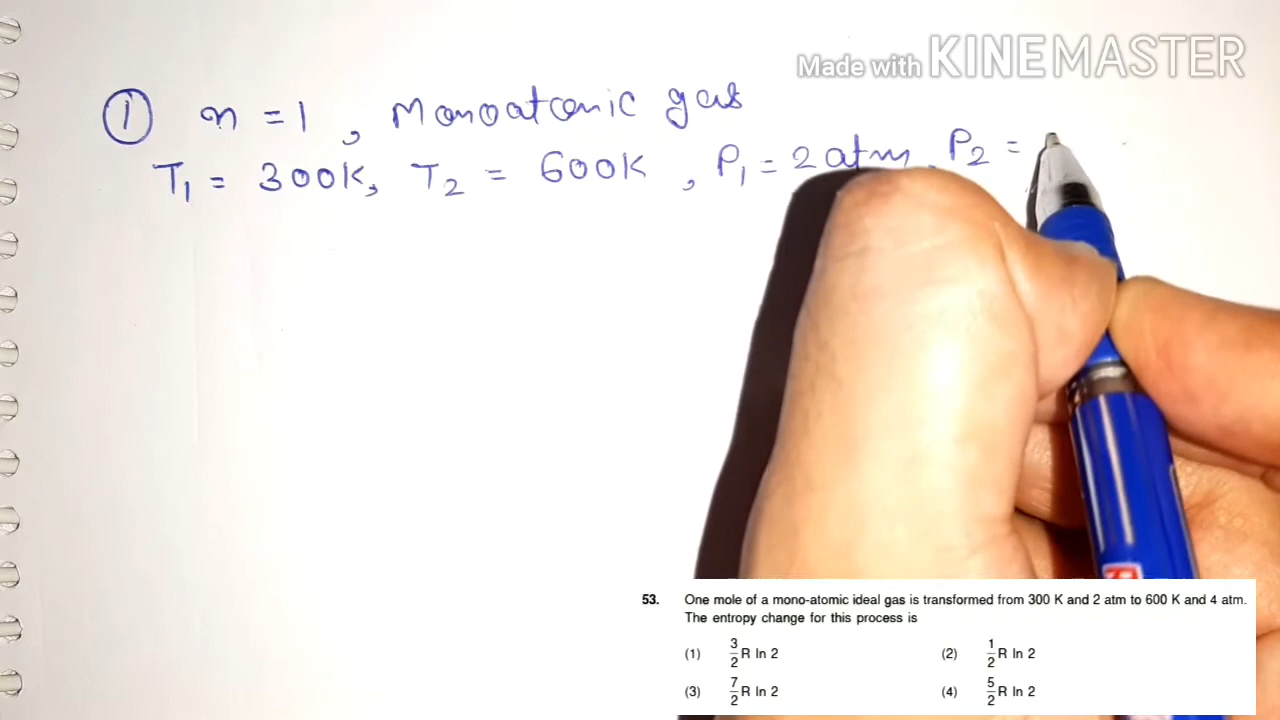 Made with KINEMASTER
① n = 1 , Monoatomic gas
T₁ = 300K, T₂ = 600K , P₁ = 2 atm , P₂ =
53. One mole of a mono-atomic ideal gas is transformed from 300 K and 2 atm to 600 K and 4 atm.
The entropy change for this process is
(1) 3/2 R ln 2 (2) 1/2 R ln 2
(3) 7/2 R ln 2 (4) 5/2 R ln 2